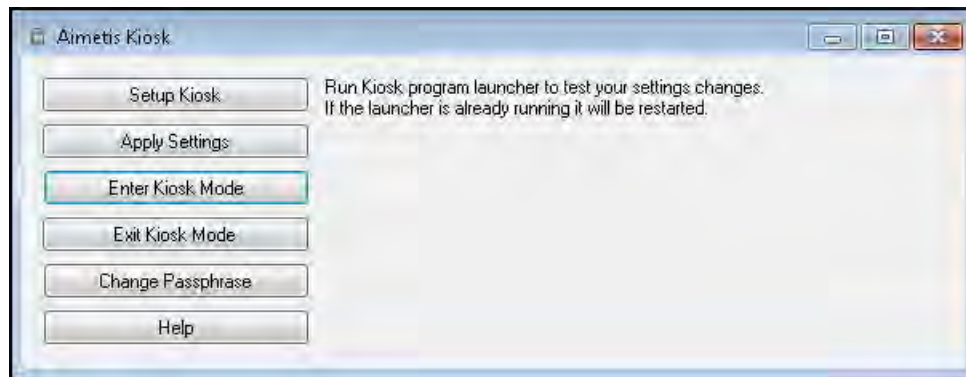 Aimetis Kiosk
Setup Kiosk
Run Kiosk program launcher to test your settings changes.
If the launcher is already running it will be restarted.
Apply Settings
Enter Kiosk Mode
Exit Kiosk Mode
Change Passphrase
Help